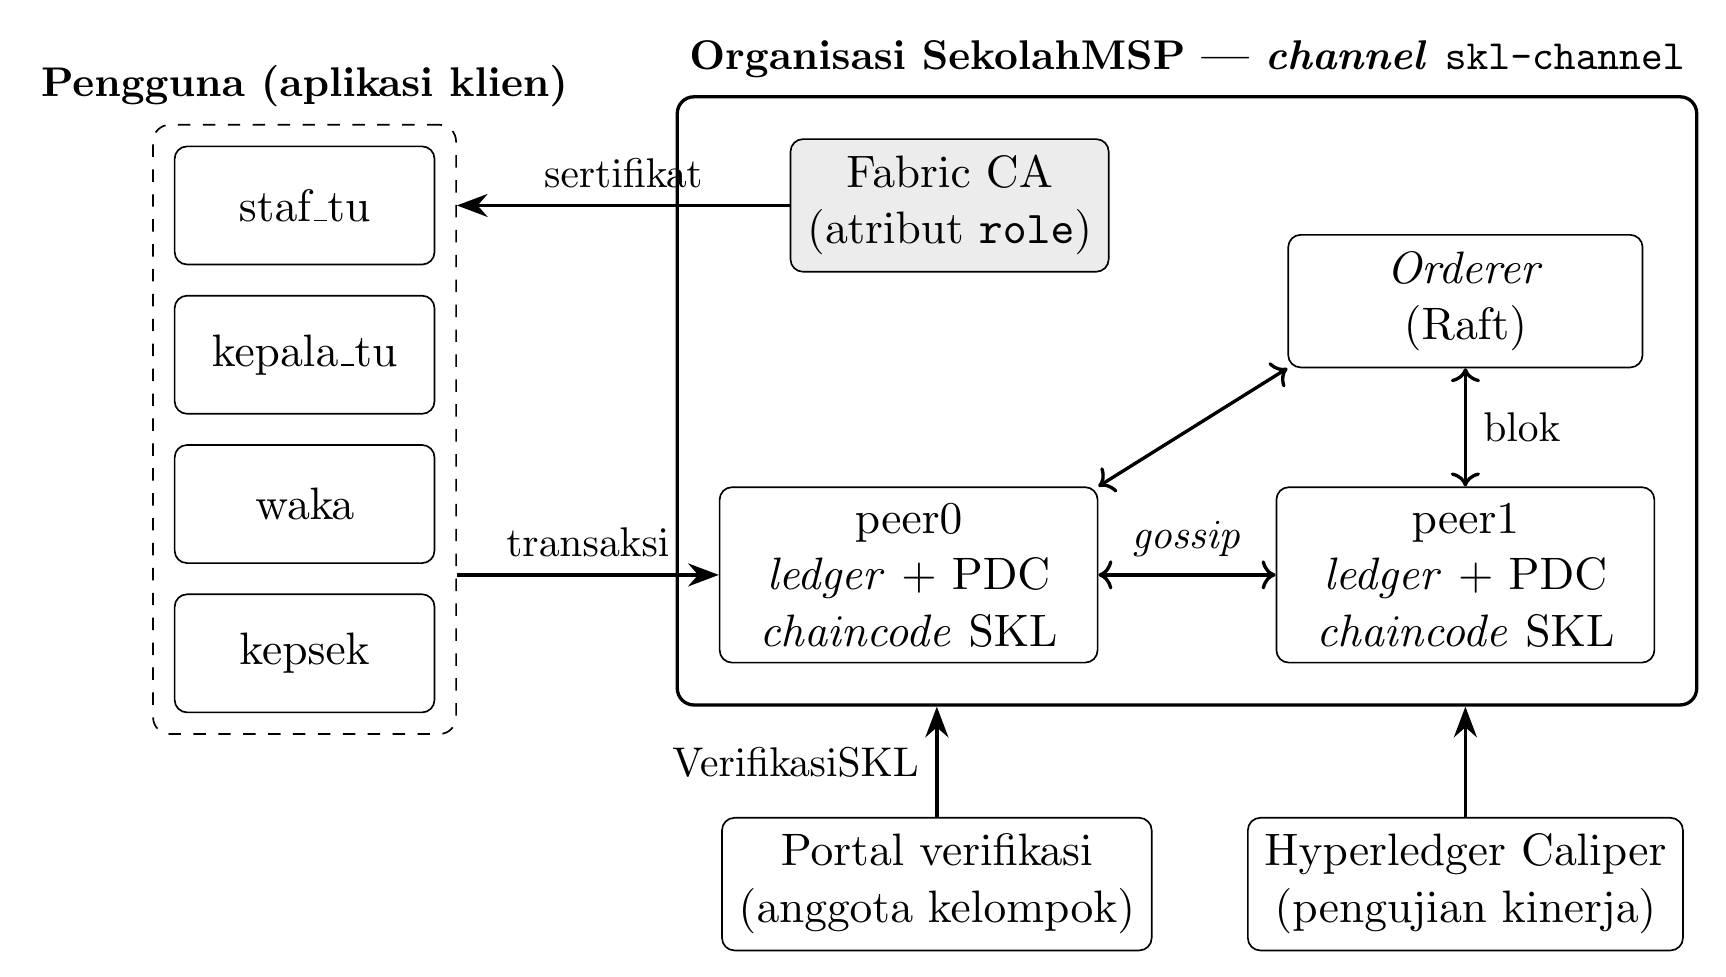 Pengguna (aplikasi klien)
staf_tu
kepala_tu
waka
kepsek
Organisasi SekolahMSP — channel skl-channel
sertifikat
Fabric CA
(atribut role)
Orderer
(Raft)
blok
transaksi
peer0
ledger + PDC
chaincode SKL
gossip
peer1
ledger + PDC
chaincode SKL
VerifikasiSKL
Portal verifikasi
(anggota kelompok)
Hyperledger Caliper
(pengujian kinerja)